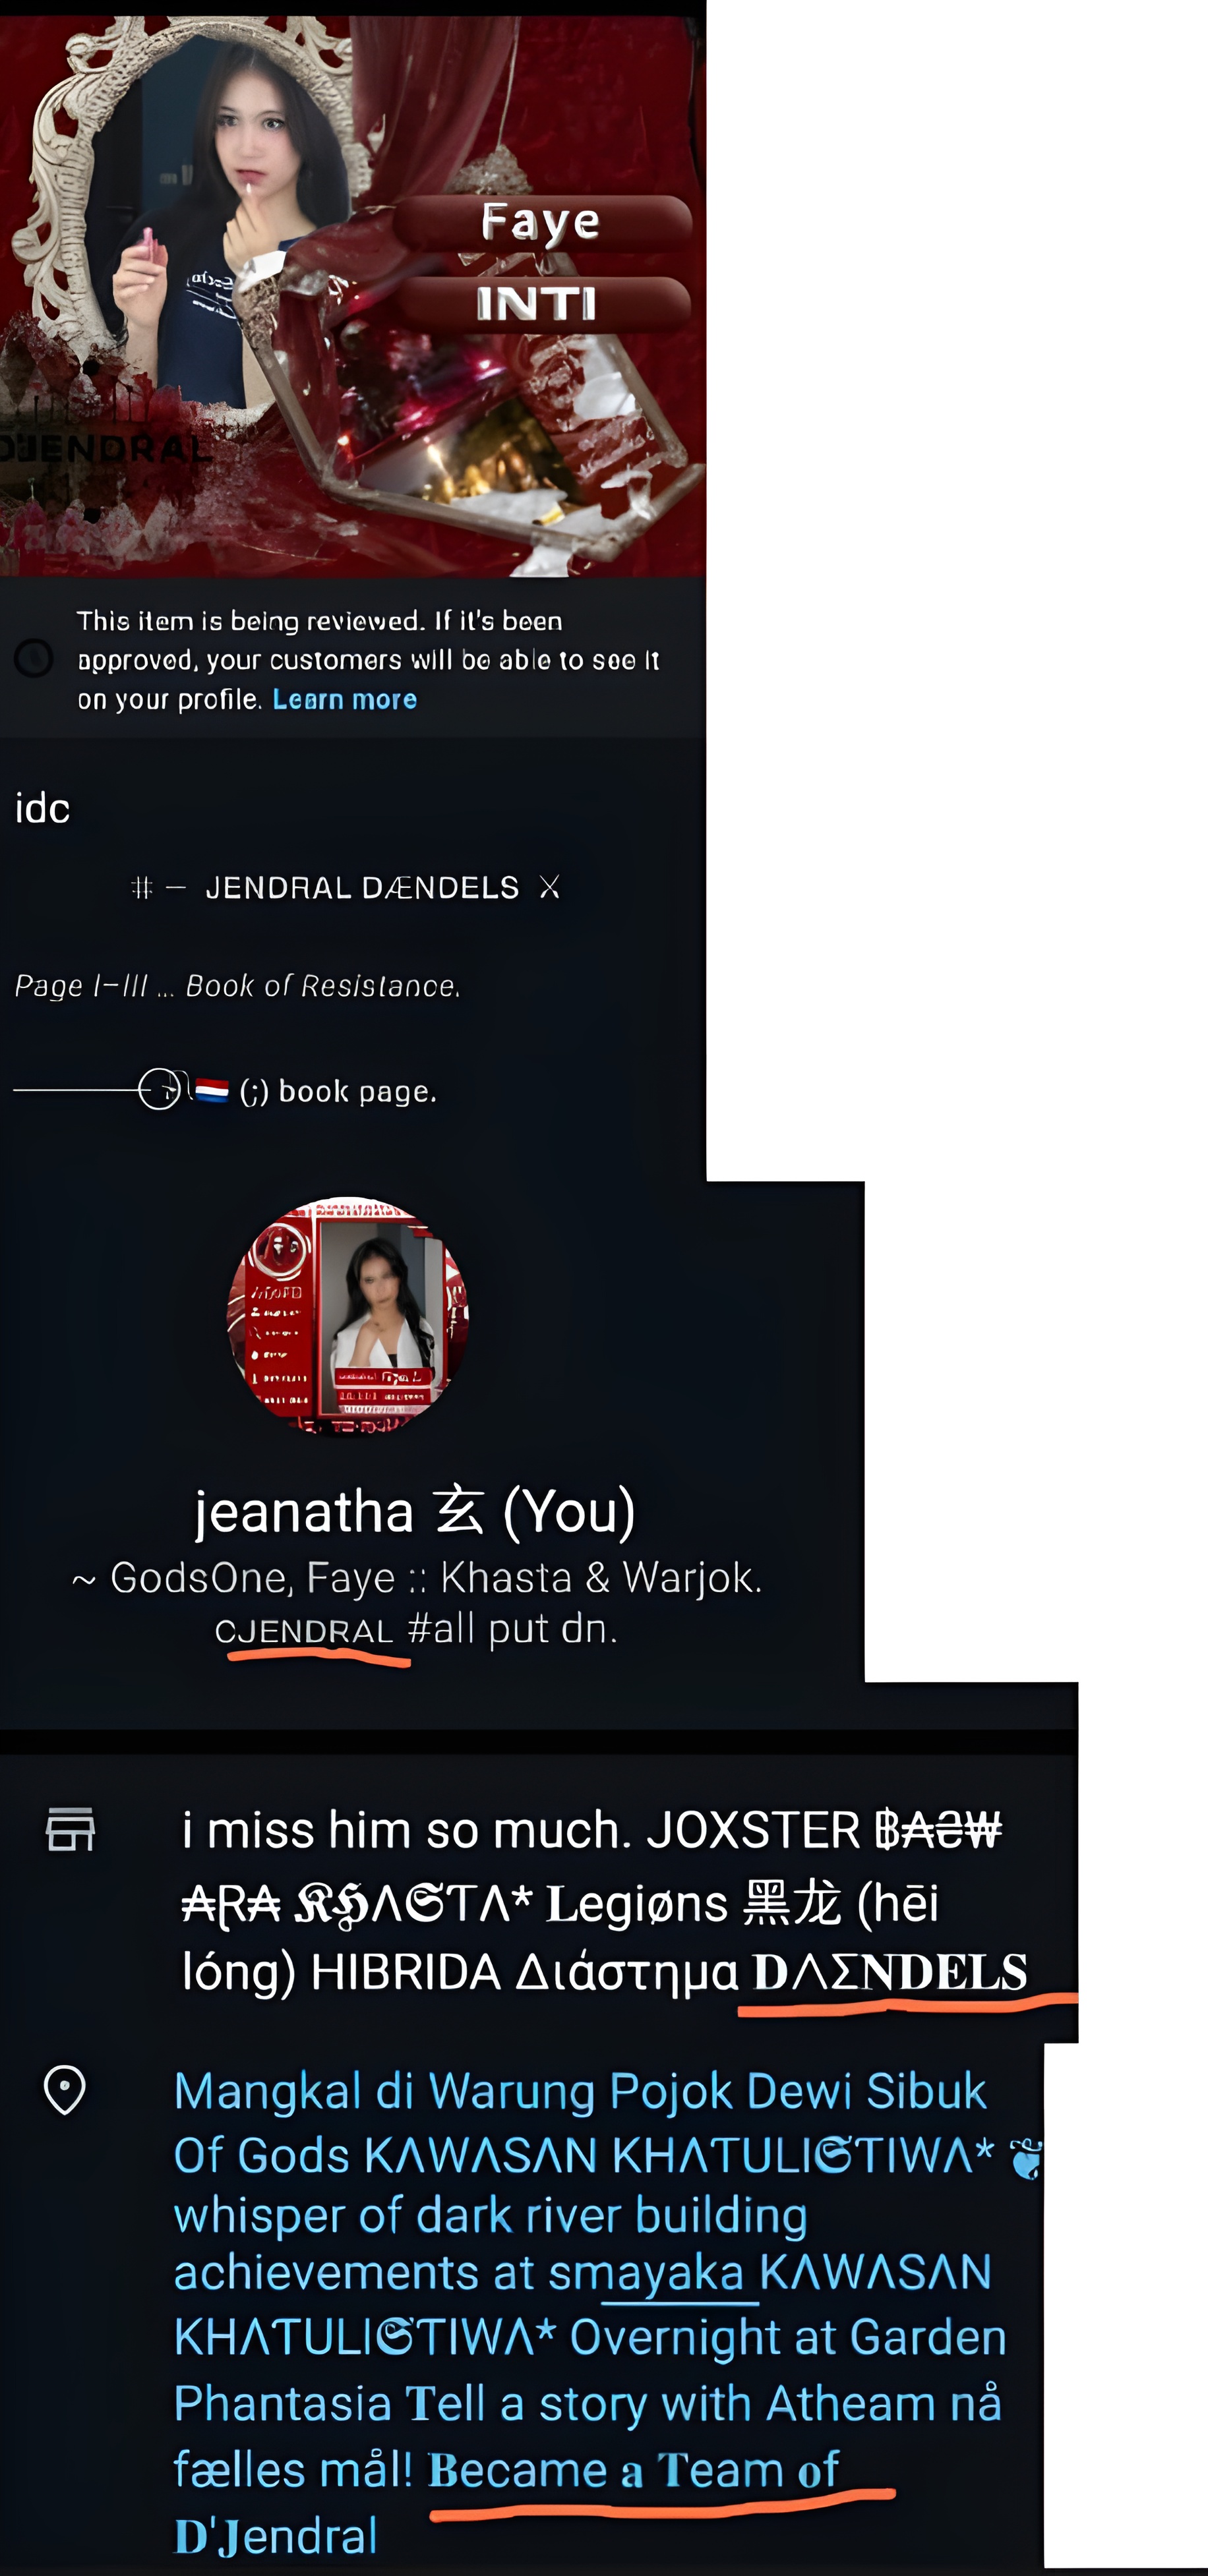 Faye
INTI
DJENDRAL
This item is being reviewed. If it's been
approved, your customers will be able to see it
on your profile. Learn more
idc
# — JENDRAL DÆNDELS ⚔
Page I-III ... Book of Resistance.
🇳🇱 (;) book page.
jeanatha 玄 (You)
~ GodsOne, Faye :: Khasta & Warjok.
ᴄᴊᴇɴᴅʀᴀʟ #all put dn.
i miss him so much. JOXSTER ฿₳₴₩
₳Ɽ₳ 𝕶𝕳Λ𝕾TΛ* 𝐋egiøns 黑龙 (hēi
lóng) HIBRIDA Διάστημα 𝐃ΛΣ𝐍𝐃𝐄𝐋𝐒
Mangkal di Warung Pojok Dewi Sibuk
Of Gods KΛWΛSΛN KHΛTULI𝕾TIWΛ* ❦
whisper of dark river building
achievements at smayaka KΛWΛSΛN
KHΛTULI𝕾TIWΛ* Overnight at Garden
Phantasia 𝐓ell a story with Atheam nå
fælles mål! 𝐁ecame 𝐚 𝐓eam 𝐨f
𝐃'𝐉endral